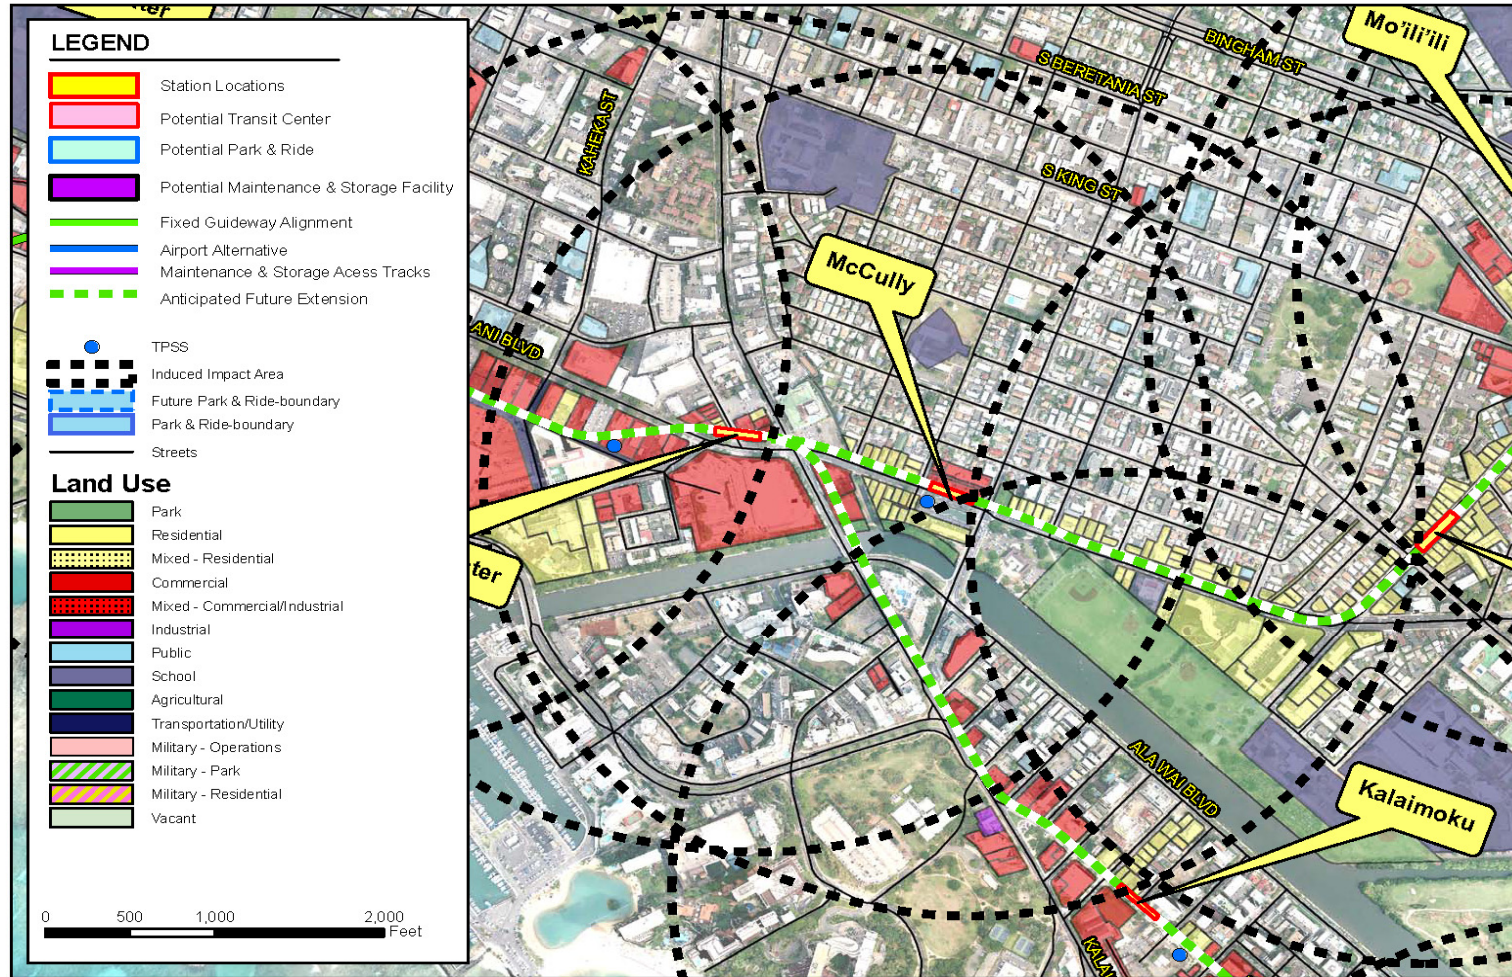 LEGEND
Station Locations
Potential Transit Center
Potential Park & Ride
Potential Maintenance & Storage Facility
Fixed Guideway Alignment
Airport Alternative
Maintenance & Storage Acess Tracks
Anticipated Future Extension
TPSS
Induced Impact Area
Future Park & Ride-boundary
Park & Ride-boundary
Streets
Land Use
Park
Residential
Mixed - Residential
Commercial
Mixed - Commercial/Industrial
Industrial
Public
School
Agricultural
Transportation/Utility
Military - Operations
Military - Park
Military - Residential
Vacant
0 500 1,000 2,000
Feet
ter
Mo'ili'ili
BINGHAM ST
S BERETANIA ST
KAHEKA ST
S KING ST
McCully
ANI BLVD
ter
ALA WAI BLVD
Kalaimoku
KALA